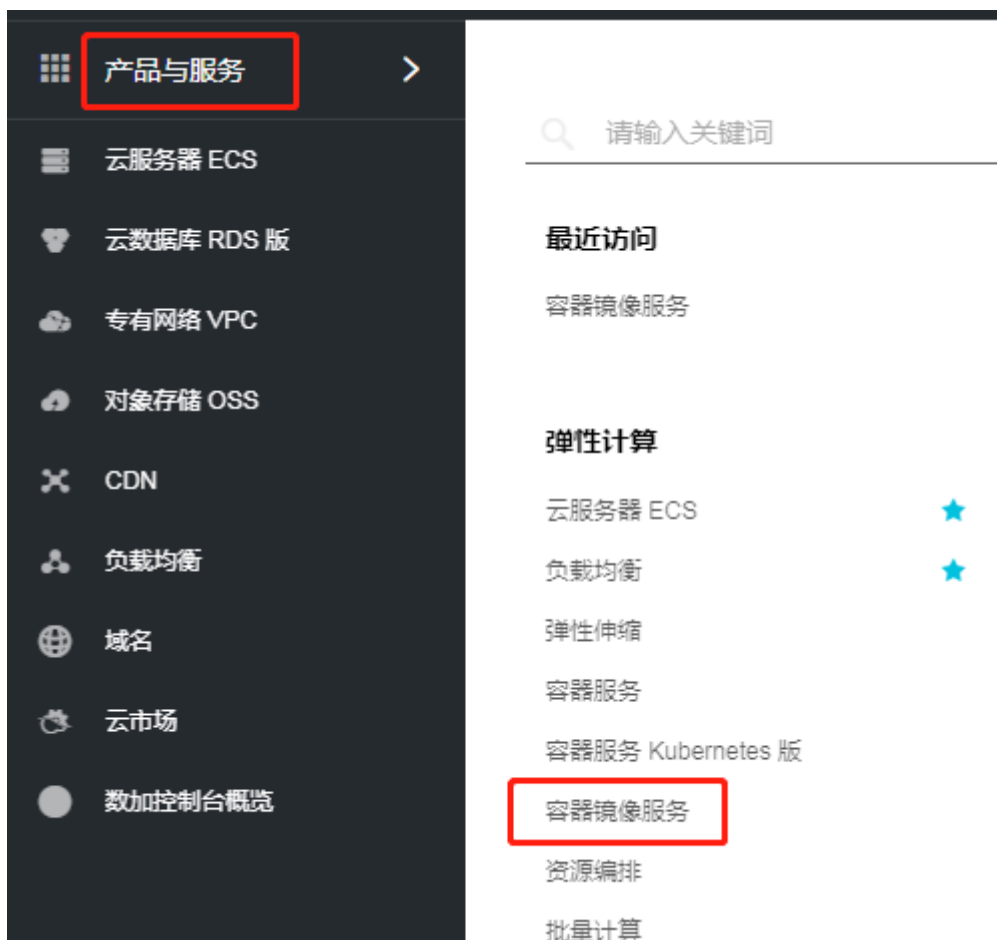 产品与服务
云服务器 ECS
云数据库 RDS 版
专有网络 VPC
对象存储 OSS
CDN
负载均衡
域名
云市场
数加控制台概览
请输入关键词
最近访问
容器镜像服务
弹性计算
云服务器 ECS
负载均衡
弹性伸缩
容器服务
容器服务 Kubernetes 版
容器镜像服务
资源编排
批量计算